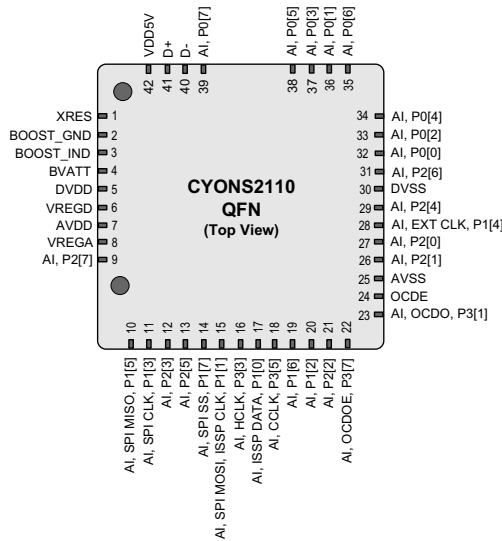 VDD5V
D+
D-
AI, P0[7]
AI, P0[5]
AI, P0[3]
AI, P0[1]
AI, P0[6]
42
41
40
39
38
37
36
35
XRES 1
BOOST_GND 2
BOOST_IND 3
BVATT 4
DVDD 5
VREGD 6
AVDD 7
VREGA 8
AI, P2[7] 9
CYONS2110
QFN
(Top View)
34 AI, P0[4]
33 AI, P0[2]
32 AI, P0[0]
31 AI, P2[6]
30 DVSS
29 AI, P2[4]
28 AI, EXT CLK, P1[4]
27 AI, P2[0]
26 AI, P2[1]
25 AVSS
24 OCDE
23 AI, OCDO, P3[1]
10
11
12
13
14
15
16
17
18
19
20
21
22
AI, SPI MISO, P1[5]
AI, SPI CLK, P1[3]
AI, P2[3]
AI, P2[5]
AI, SPI SS, P1[7]
AI, SPI MOSI, ISSP CLK, P1[1]
AI, HCLK, P3[3]
AI, ISSP DATA, P1[0]
AI, CCLK, P3[5]
AI, P1[6]
AI, P1[2]
AI, P2[2]
AI, OCDOE, P3[7]